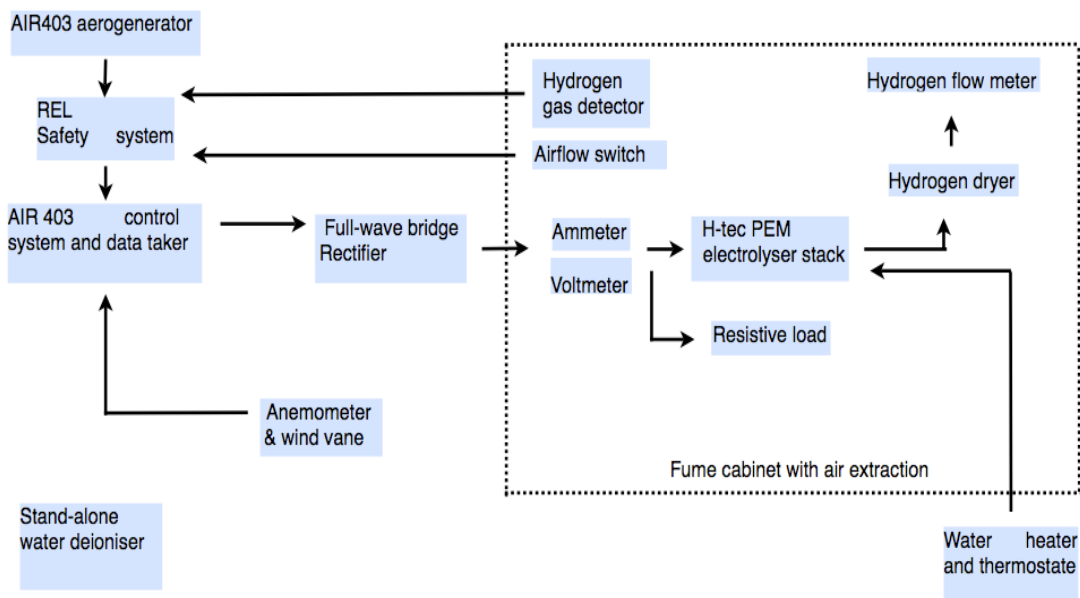 AIR403 aerogenerator
REL
Safety system
AIR 403 control
system and data taker
Full-wave bridge
Rectifier
Anemometer
& wind vane
Stand-alone
water deioniser
Hydrogen
gas detector
Airflow switch
Ammeter
Voltmeter
H-tec PEM
electrolyser stack
Resistive load
Hydrogen flow meter
Hydrogen dryer
Fume cabinet with air extraction
Water heater
and thermostate